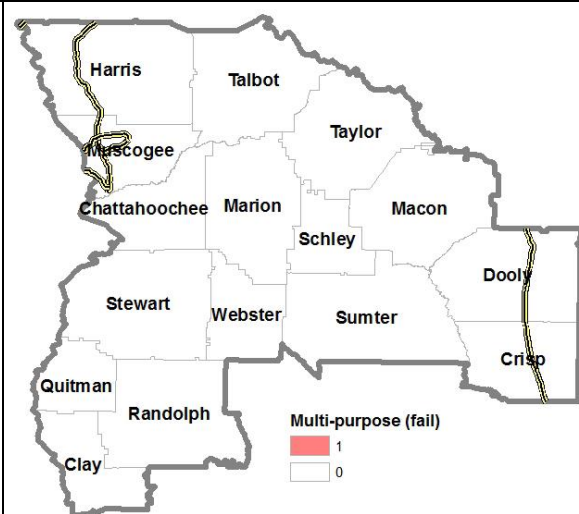 Harris
Talbot
Taylor
Muscogee
Chattahoochee
Marion
Macon
Schley
Dooly
Stewart
Webster
Sumter
Crisp
Quitman
Randolph
Clay
Multi-purpose (fail)
1
0